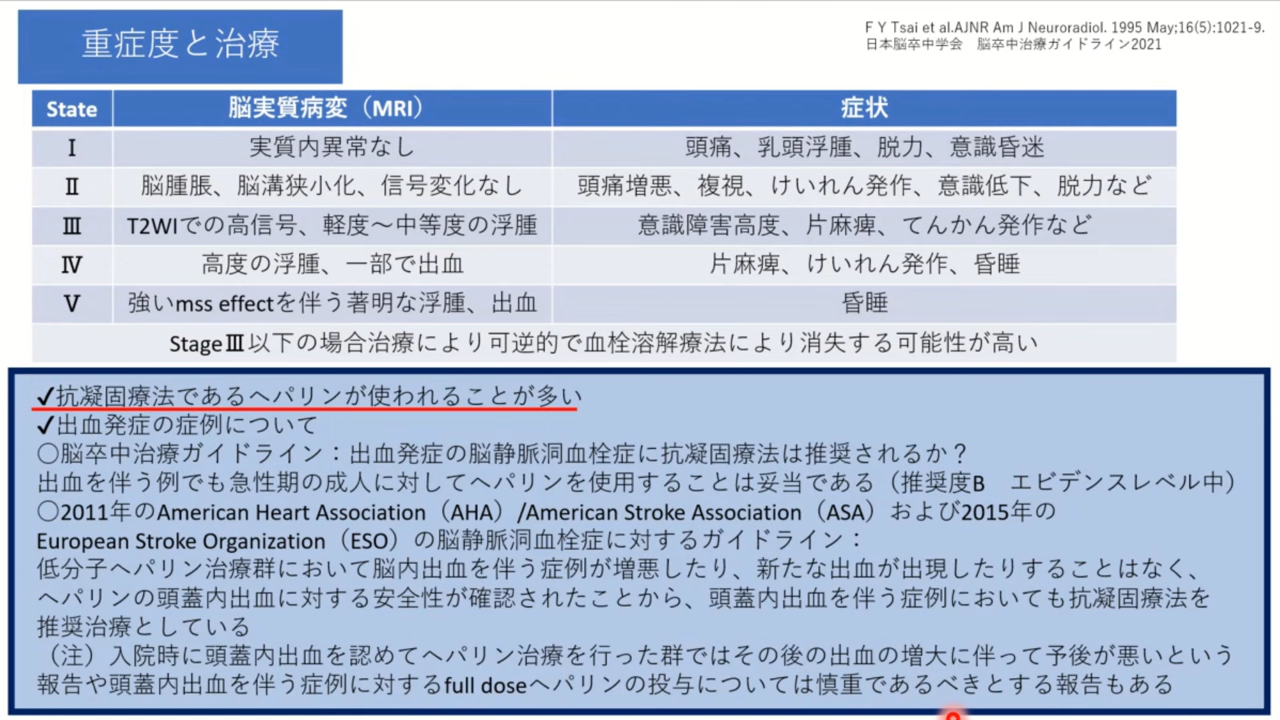 重症度と治療
F Y Tsai et al.AJNR Am J Neuroradiol. 1995 May;16(5):1021-9.
日本脳卒中学会　脳卒中治療ガイドライン2021
State 脳実質病変（MRI） 症状
Ⅰ 実質内異常なし 頭痛、乳頭浮腫、脱力、意識昏迷
Ⅱ 脳腫脹、脳溝狭小化、信号変化なし 頭痛増悪、複視、けいれん発作、意識低下、脱力など
Ⅲ T2WIでの高信号、軽度～中等度の浮腫 意識障害高度、片麻痺、てんかん発作など
Ⅳ 高度の浮腫、一部で出血 片麻痺、けいれん発作、昏睡
Ⅴ 強いmss effectを伴う著明な浮腫、出血 昏睡
StageⅢ以下の場合治療により可逆的で血栓溶解療法により消失する可能性が高い
✓抗凝固療法であるヘパリンが使われることが多い
✓出血発症の症例について
○脳卒中治療ガイドライン：出血発症の脳静脈洞血栓症に抗凝固療法は推奨されるか？
出血を伴う例でも急性期の成人に対してヘパリンを使用することは妥当である（推奨度B　エビデンスレベル中）
○2011年のAmerican Heart Association（AHA）/American Stroke Association（ASA）および2015年の
European Stroke Organization（ESO）の脳静脈洞血栓症に対するガイドライン：
低分子ヘパリン治療群において脳内出血を伴う症例が増悪したり、新たな出血が出現したりすることはなく、
ヘパリンの頭蓋内出血に対する安全性が確認されたことから、頭蓋内出血を伴う症例においても抗凝固療法を
推奨治療としている
（注）入院時に頭蓋内出血を認めてヘパリン治療を行った群ではその後の出血の増大に伴って予後が悪いという
報告や頭蓋内出血を伴う症例に対するfull doseヘパリンの投与については慎重であるべきとする報告もある